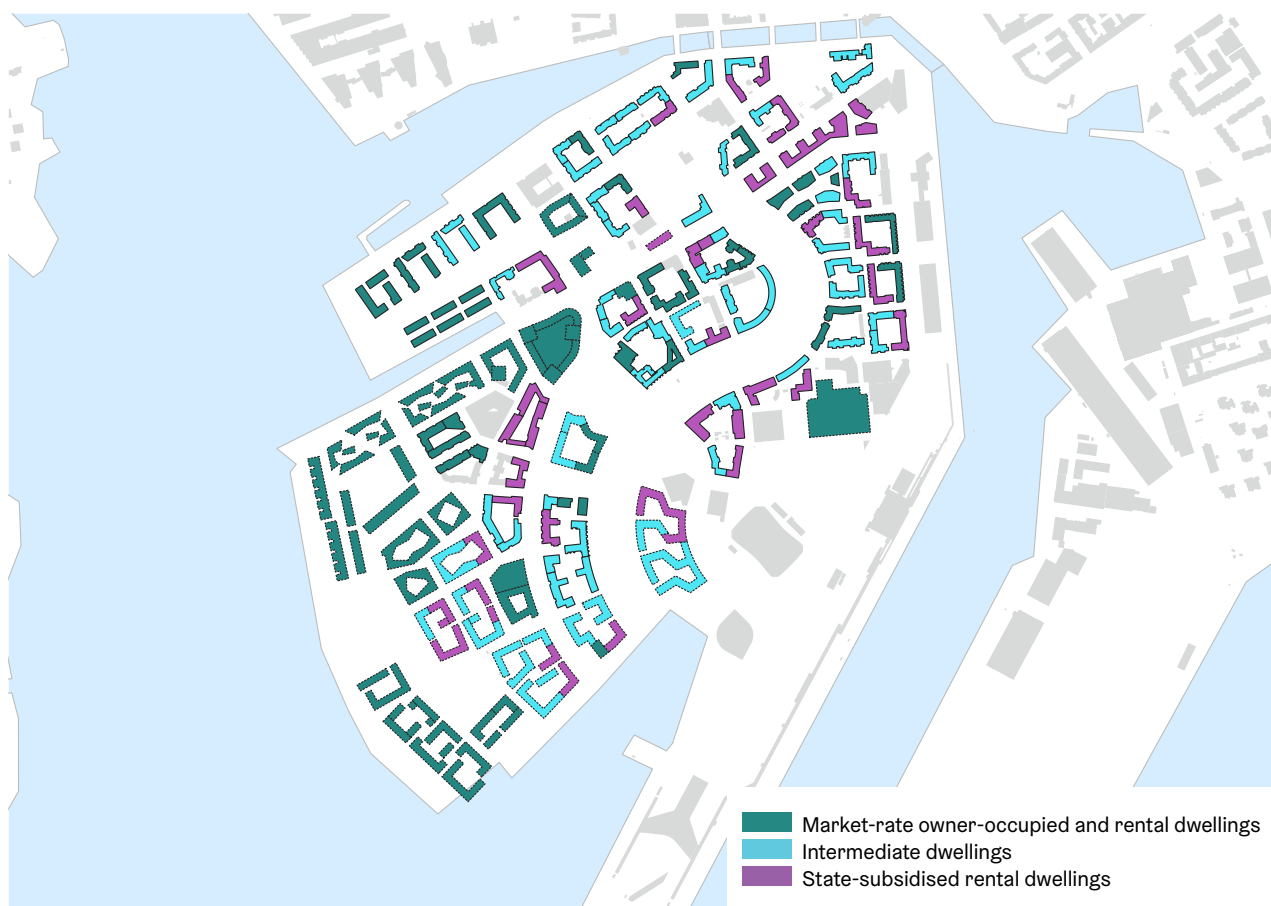 Market-rate owner-occupied and rental dwellings
Intermediate dwellings
State-subsidised rental dwellings